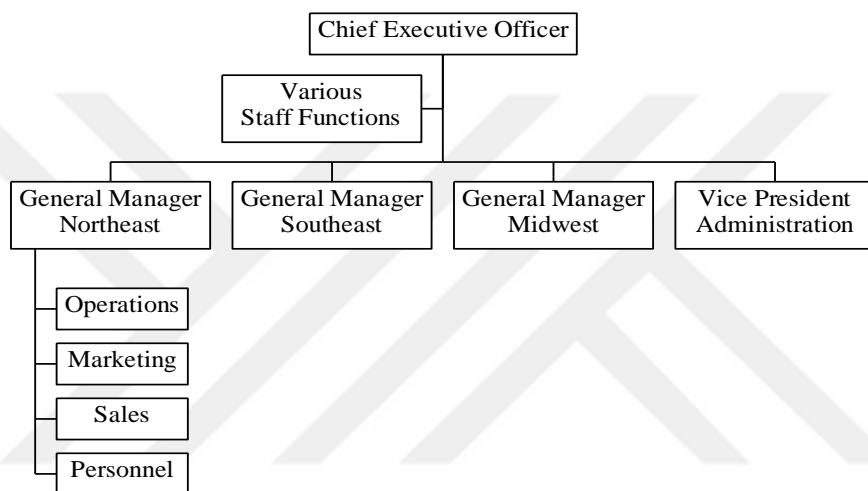 Chief Executive Officer
Various
Staff Functions
General Manager
Northeast
General Manager
Southeast
General Manager
Midwest
Vice President
Administration
Operations
Marketing
Sales
Personnel